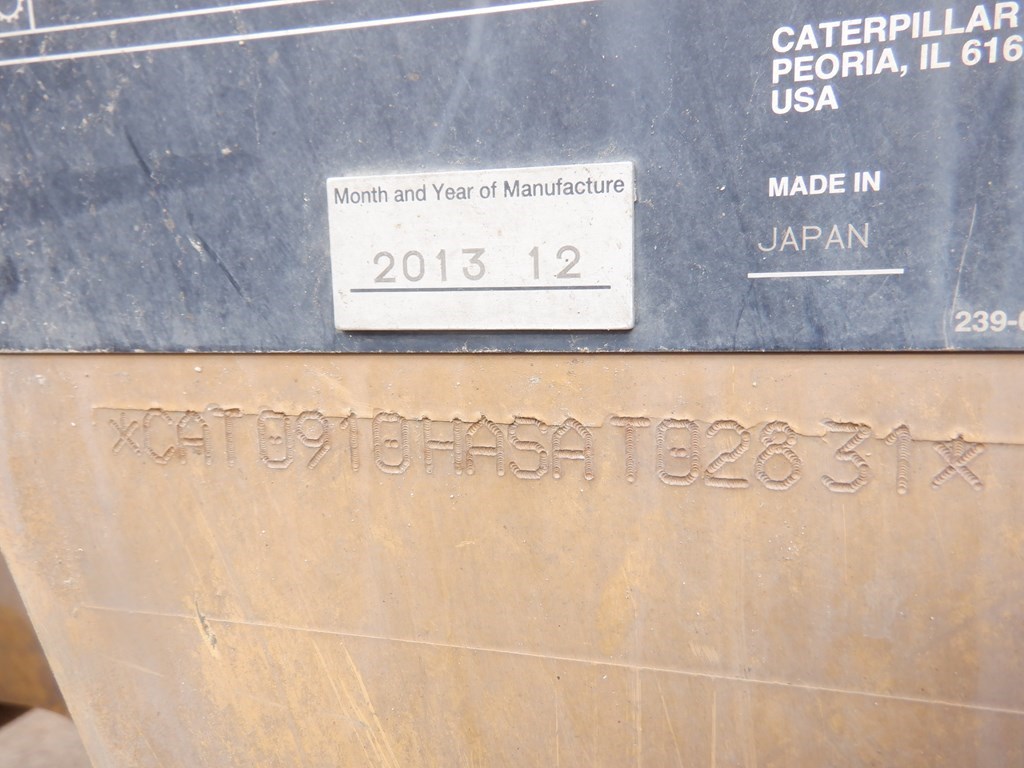 CATERPILLAR
PEORIA, IL 616
USA
Month and Year of Manufacture
2013 12
MADE IN
JAPAN
239-
*CAT0910HASAT02831*